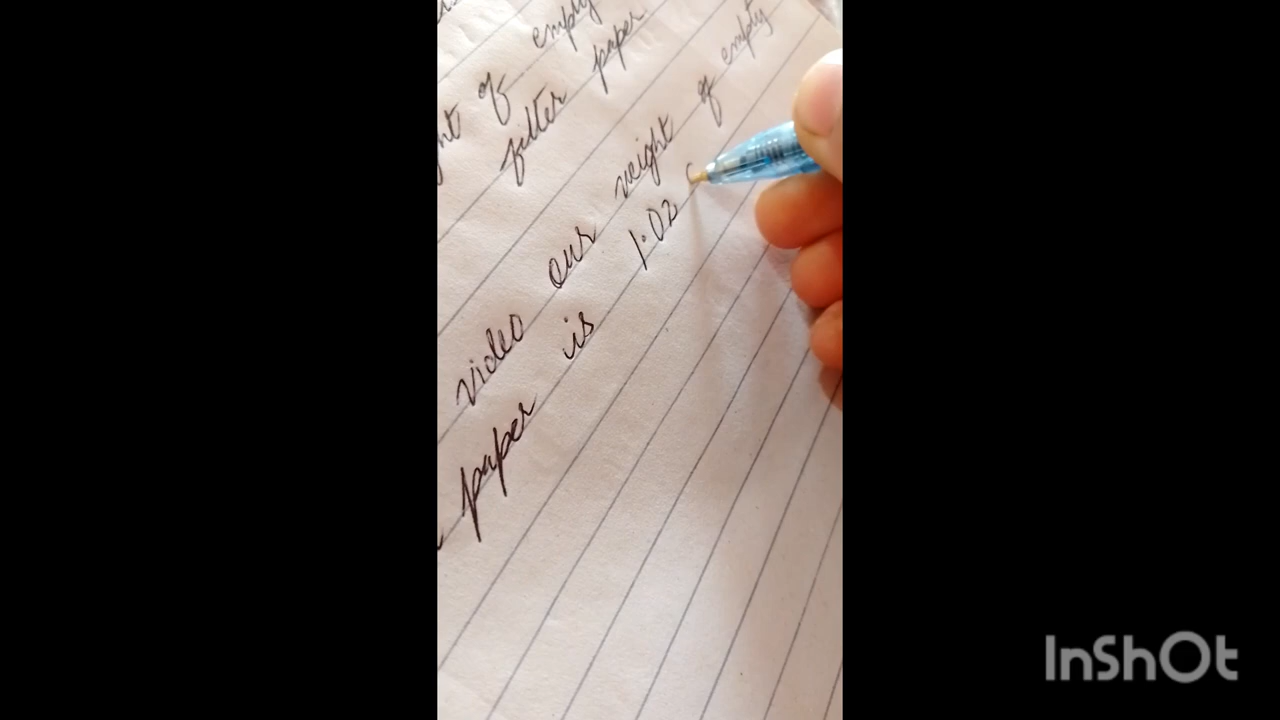 of empty
filter paper
video our weight of empty
paper is 1.02
InShOt